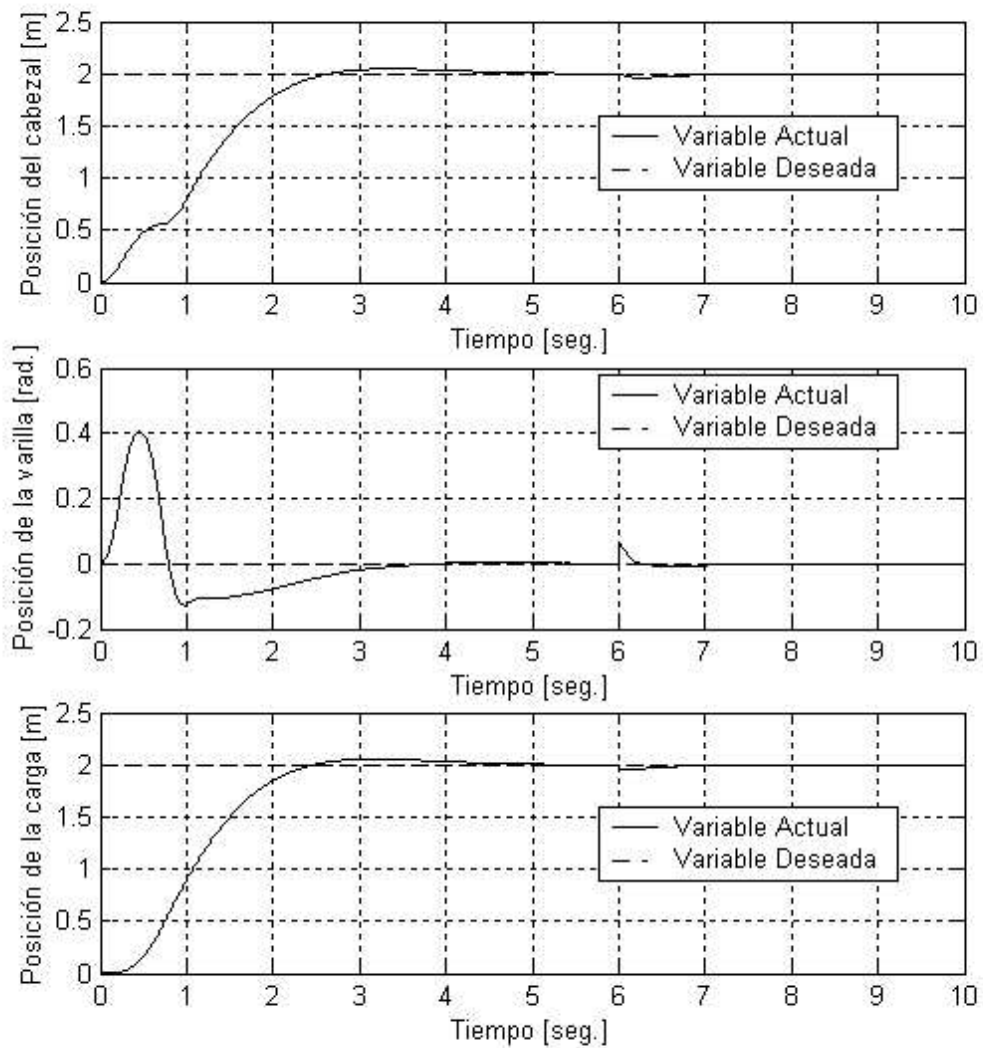 Posición del cabezal [m]
2.5
2
1.5
1
0.5
0
0 1 2 3 4 5 6 7 8 9 10
Tiempo [seg.]
Variable Actual
Variable Deseada
Posición de la varilla [rad.]
0.6
0.4
0.2
0
-0.2
0 1 2 3 4 5 6 7 8 9 10
Tiempo [seg.]
Variable Actual
Variable Deseada
Posición de la carga [m]
2.5
2
1.5
1
0.5
0
0 1 2 3 4 5 6 7 8 9 10
Tiempo [seg.]
Variable Actual
Variable Deseada